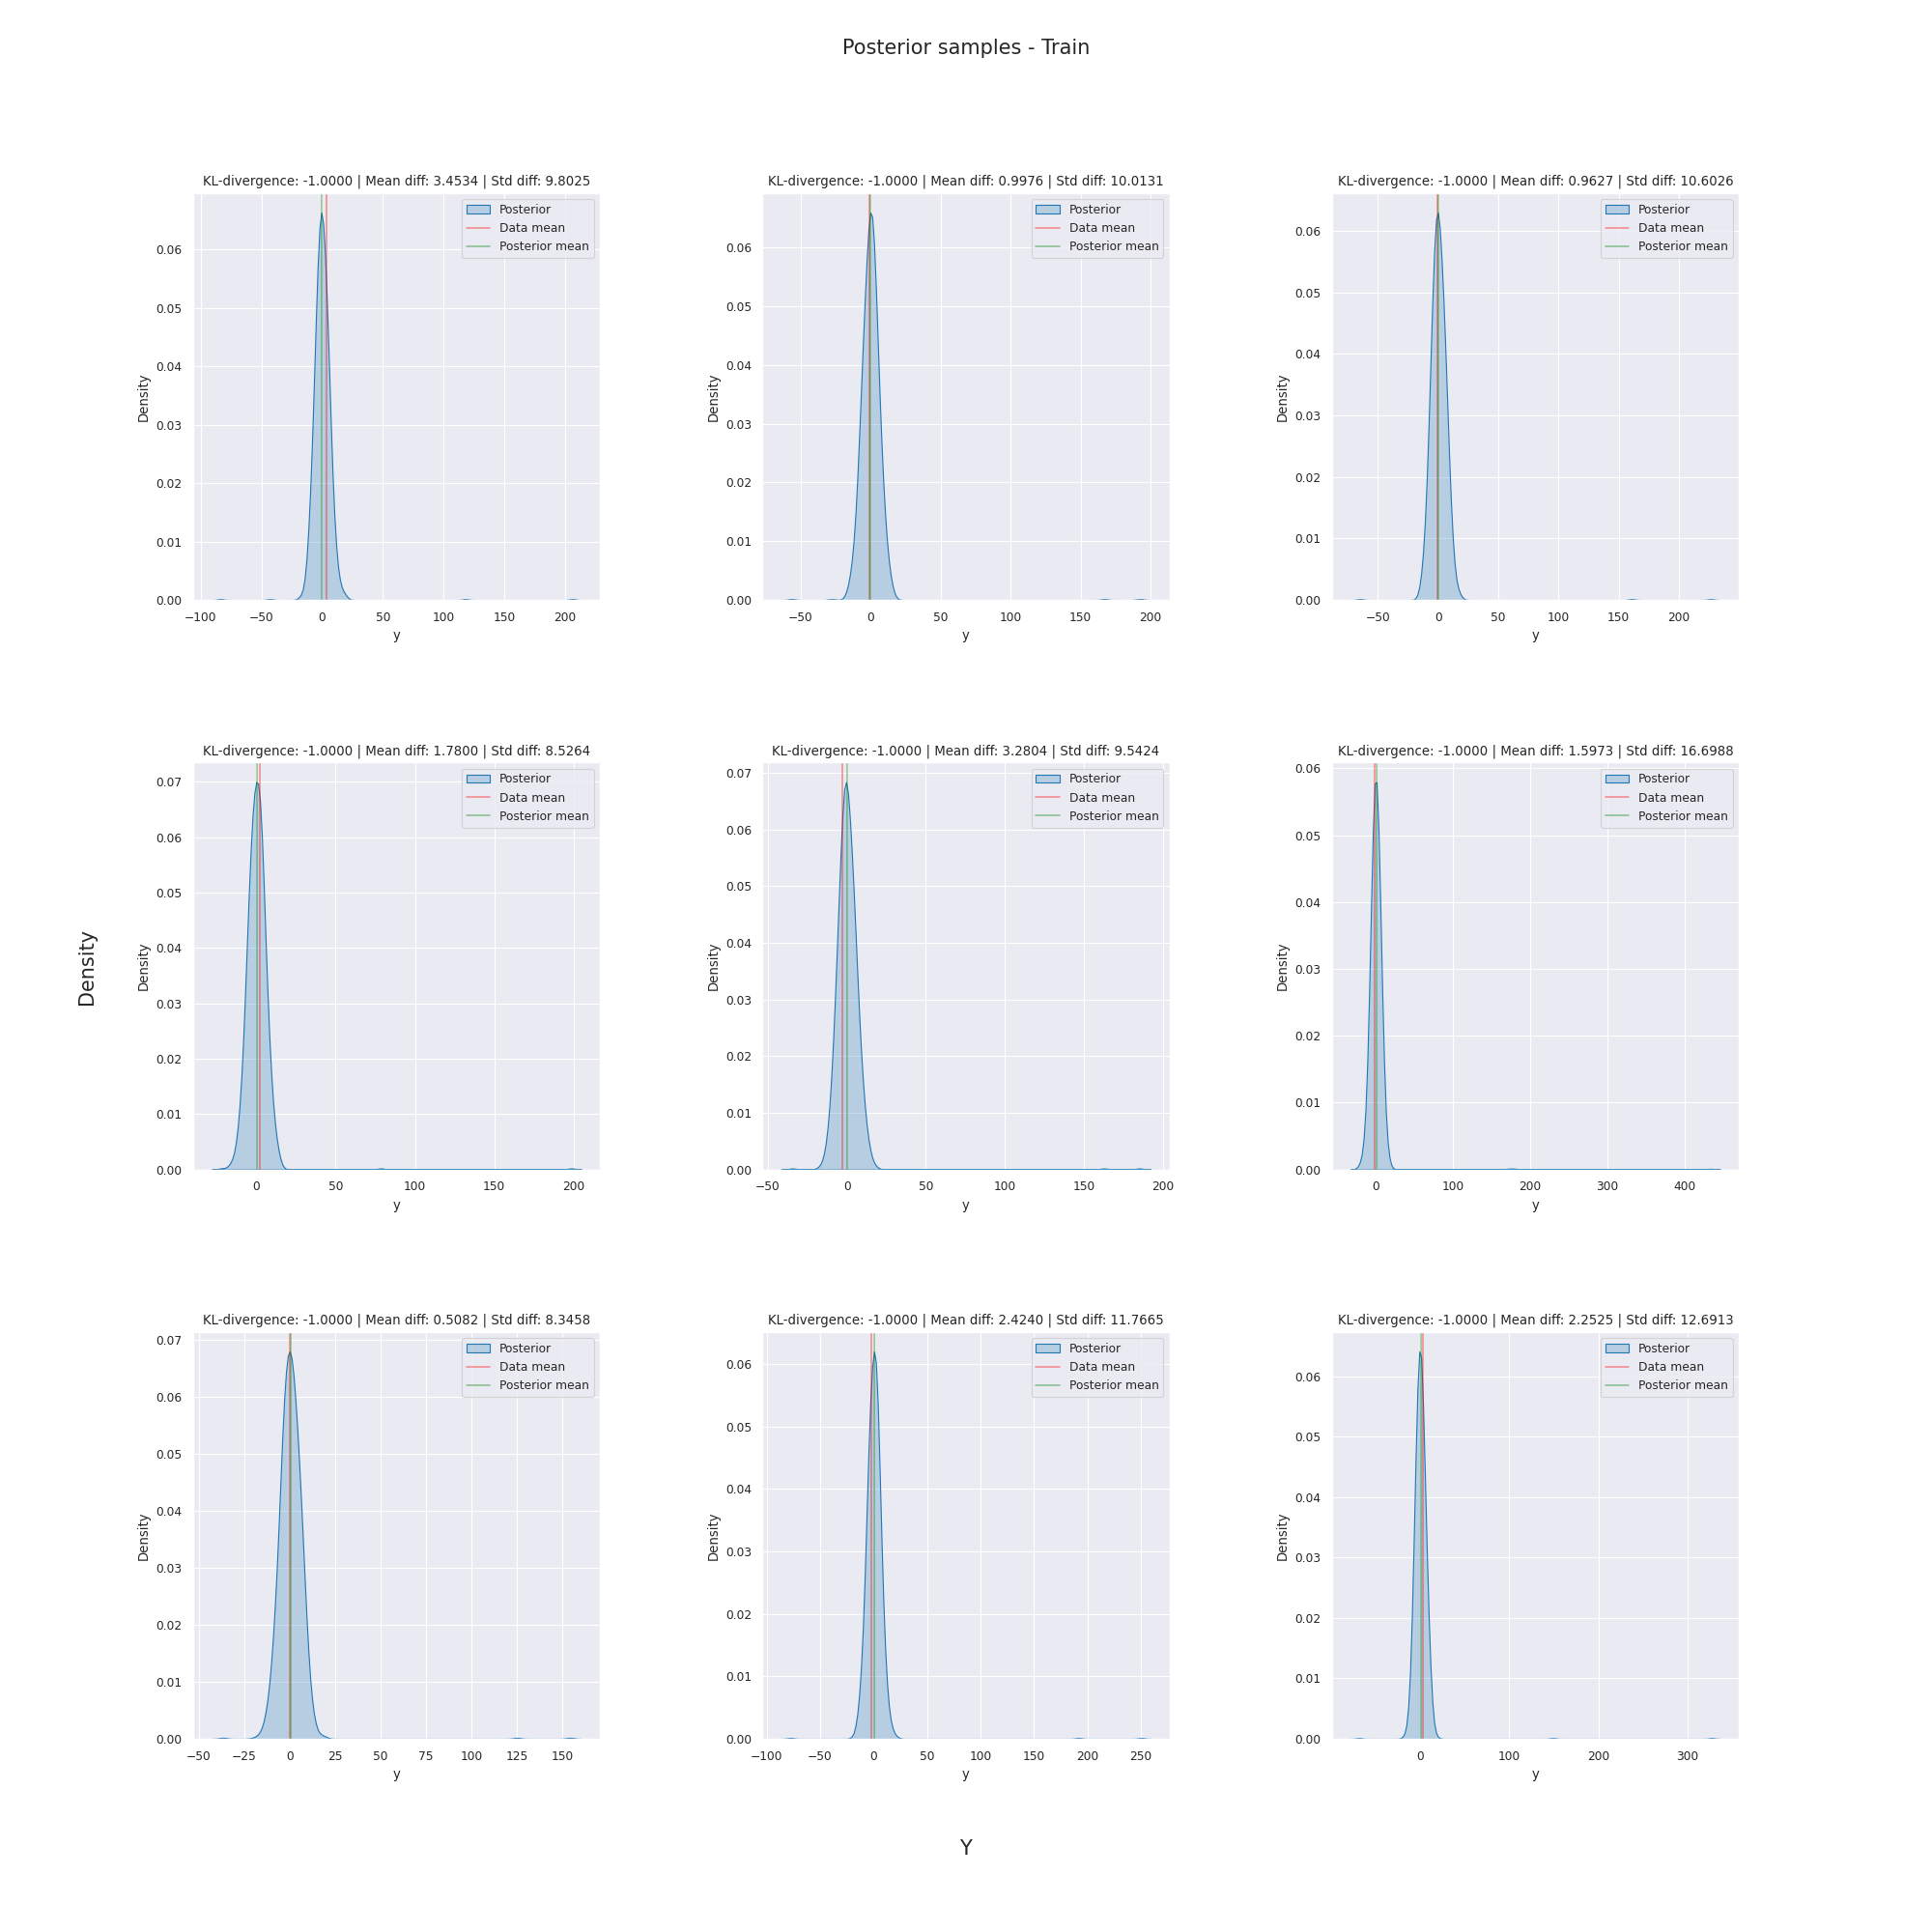 Posterior samples - Train
KL-divergence: -1.0000 | Mean diff: 3.4534 | Std diff: 9.8025
Posterior
Data mean
Posterior mean
0.06
0.05
0.04
0.03
0.02
0.01
0.00
Density
−100 −50 0 50 100 150 200
y
KL-divergence: -1.0000 | Mean diff: 0.9976 | Std diff: 10.0131
Posterior
Data mean
Posterior mean
0.06
0.05
0.04
0.03
0.02
0.01
0.00
Density
−50 0 50 100 150 200
y
KL-divergence: -1.0000 | Mean diff: 0.9627 | Std diff: 10.6026
Posterior
Data mean
Posterior mean
0.06
0.05
0.04
0.03
0.02
0.01
0.00
Density
−50 0 50 100 150 200
y
KL-divergence: -1.0000 | Mean diff: 1.7800 | Std diff: 8.5264
Posterior
Data mean
Posterior mean
0.07
0.06
0.05
0.04
0.03
0.02
0.01
0.00
Density
0 50 100 150 200
y
KL-divergence: -1.0000 | Mean diff: 3.2804 | Std diff: 9.5424
Posterior
Data mean
Posterior mean
0.07
0.06
0.05
0.04
0.03
0.02
0.01
0.00
Density
−50 0 50 100 150 200
y
KL-divergence: -1.0000 | Mean diff: 1.5973 | Std diff: 16.6988
Posterior
Data mean
Posterior mean
0.06
0.05
0.04
0.03
0.02
0.01
0.00
Density
0 100 200 300 400
y
KL-divergence: -1.0000 | Mean diff: 0.5082 | Std diff: 8.3458
Posterior
Data mean
Posterior mean
0.07
0.06
0.05
0.04
0.03
0.02
0.01
0.00
Density
−50 −25 0 25 50 75 100 125 150
y
KL-divergence: -1.0000 | Mean diff: 2.4240 | Std diff: 11.7665
Posterior
Data mean
Posterior mean
0.06
0.05
0.04
0.03
0.02
0.01
0.00
Density
−100 −50 0 50 100 150 200 250
y
KL-divergence: -1.0000 | Mean diff: 2.2525 | Std diff: 12.6913
Posterior
Data mean
Posterior mean
0.06
0.05
0.04
0.03
0.02
0.01
0.00
Density
0 100 200 300
y
Density
Y